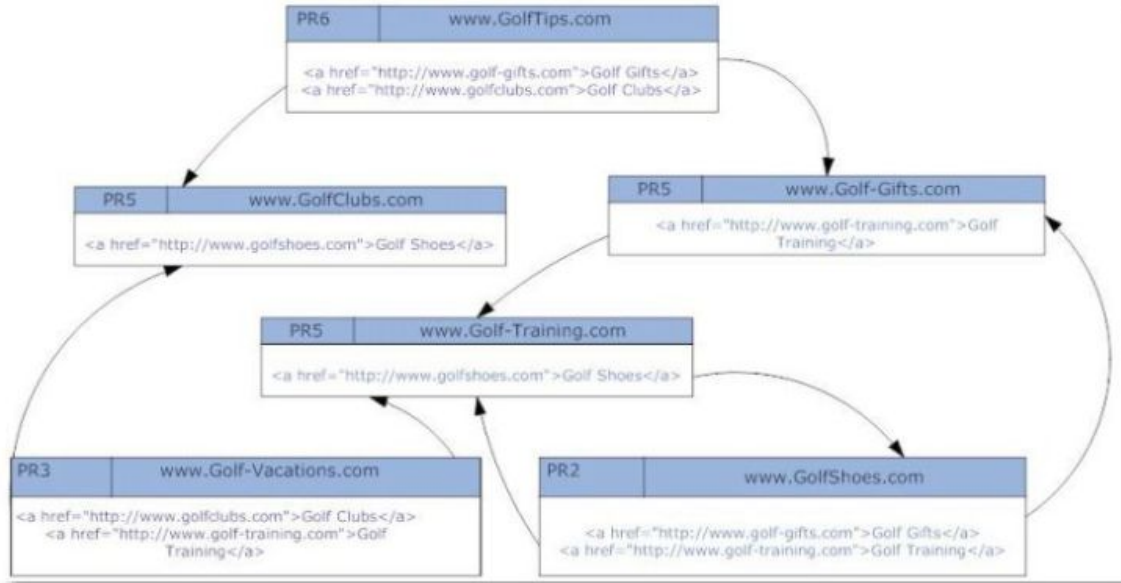 PR6 www.GolfTips.com
<a href="http://www.golf-gifts.com">Golf Gifts</a>
<a href="http://www.golfclubs.com">Golf Clubs</a>
PR5 www.GolfClubs.com
<a href="http://www.golfshoes.com">Golf Shoes</a>
PR5 www.Golf-Gifts.com
<a href="http://www.golf-training.com">Golf
Training</a>
PR5 www.Golf-Training.com
<a href="http://www.golfshoes.com">Golf Shoes</a>
PR3 www.Golf-Vacations.com
<a href="http://www.golfclubs.com">Golf Clubs</a>
<a href="http://www.golf-training.com">Golf
Training</a>
PR2 www.GolfShoes.com
<a href="http://www.golf-gifts.com">Golf Gifts</a>
<a href="http://www.golf-training.com">Golf Training</a>